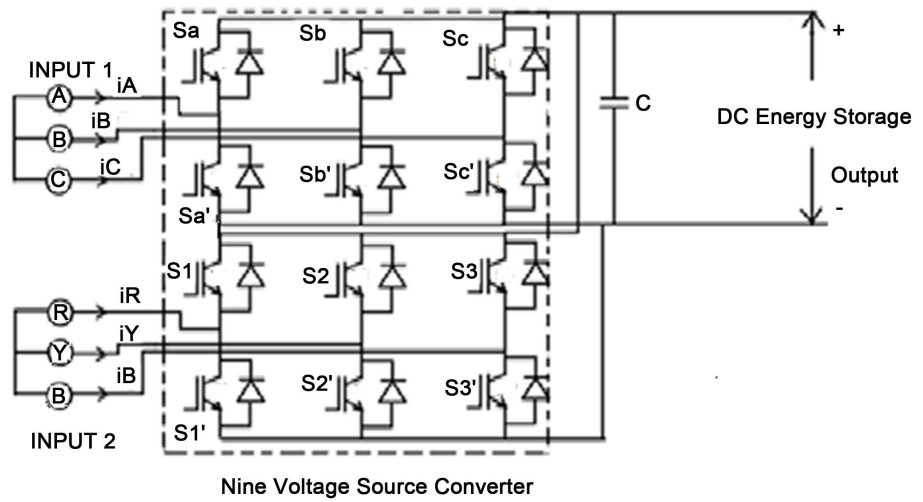 Sa Sb Sc
INPUT 1
A iA
B iB
C iC
C
+
DC Energy Storage
Output
-
Sa' Sb' Sc'
S1 S2 S3
R iR
Y iY
B iB
INPUT 2
S1' S2' S3'
Nine Voltage Source Converter